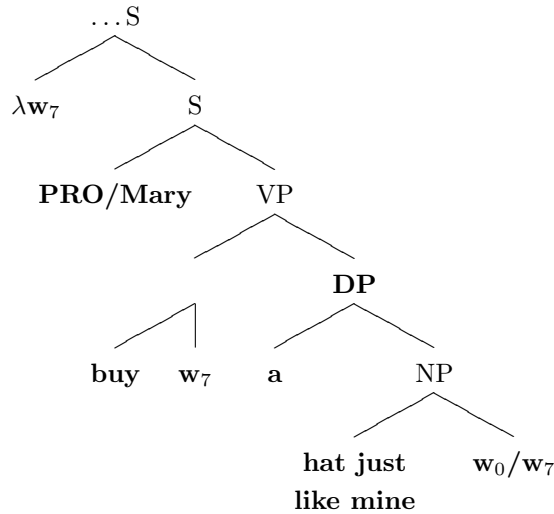 ...S
λw₇
S
PRO/Mary
VP
DP
buy
w₇
a
NP
hat just
like mine
w₀/w₇